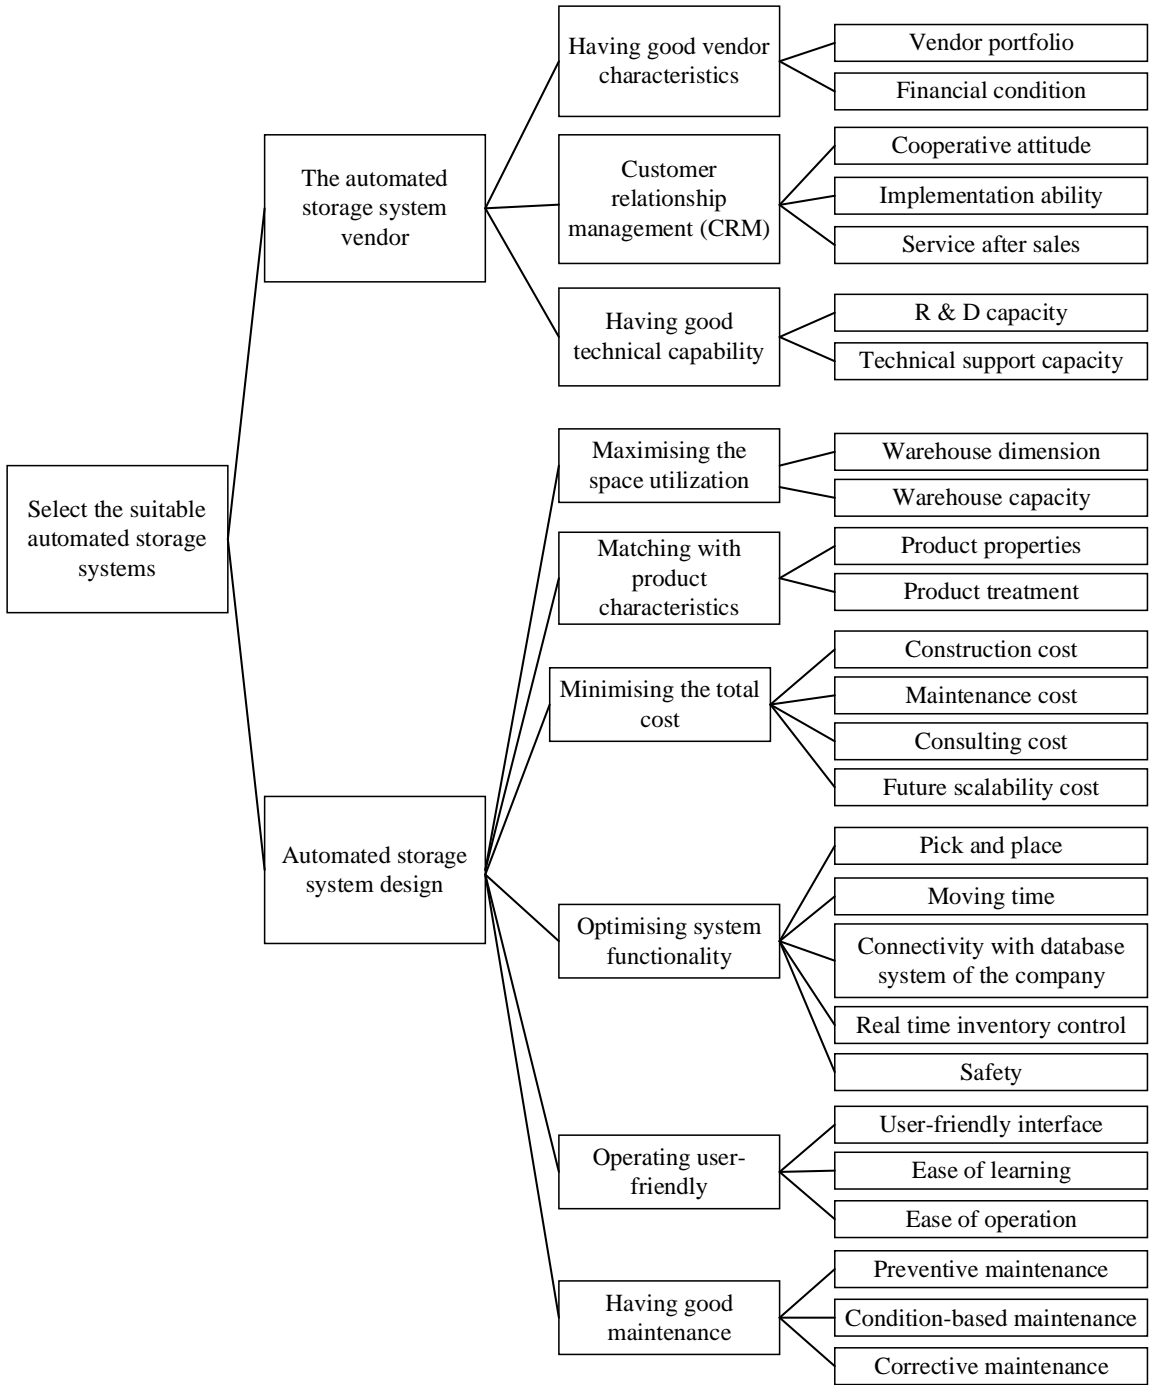 Select the suitable
automated storage
systems
The automated
storage system
vendor
Automated storage
system design
Having good vendor
characteristics
Customer
relationship
management (CRM)
Having good
technical capability
Maximising the
space utilization
Matching with
product
characteristics
Minimising the total
cost
Optimising system
functionality
Operating user-
friendly
Having good
maintenance
Vendor portfolio
Financial condition
Cooperative attitude
Implementation ability
Service after sales
R & D capacity
Technical support capacity
Warehouse dimension
Warehouse capacity
Product properties
Product treatment
Construction cost
Maintenance cost
Consulting cost
Future scalability cost
Pick and place
Moving time
Connectivity with database
system of the company
Real time inventory control
Safety
User-friendly interface
Ease of learning
Ease of operation
Preventive maintenance
Condition-based maintenance
Corrective maintenance